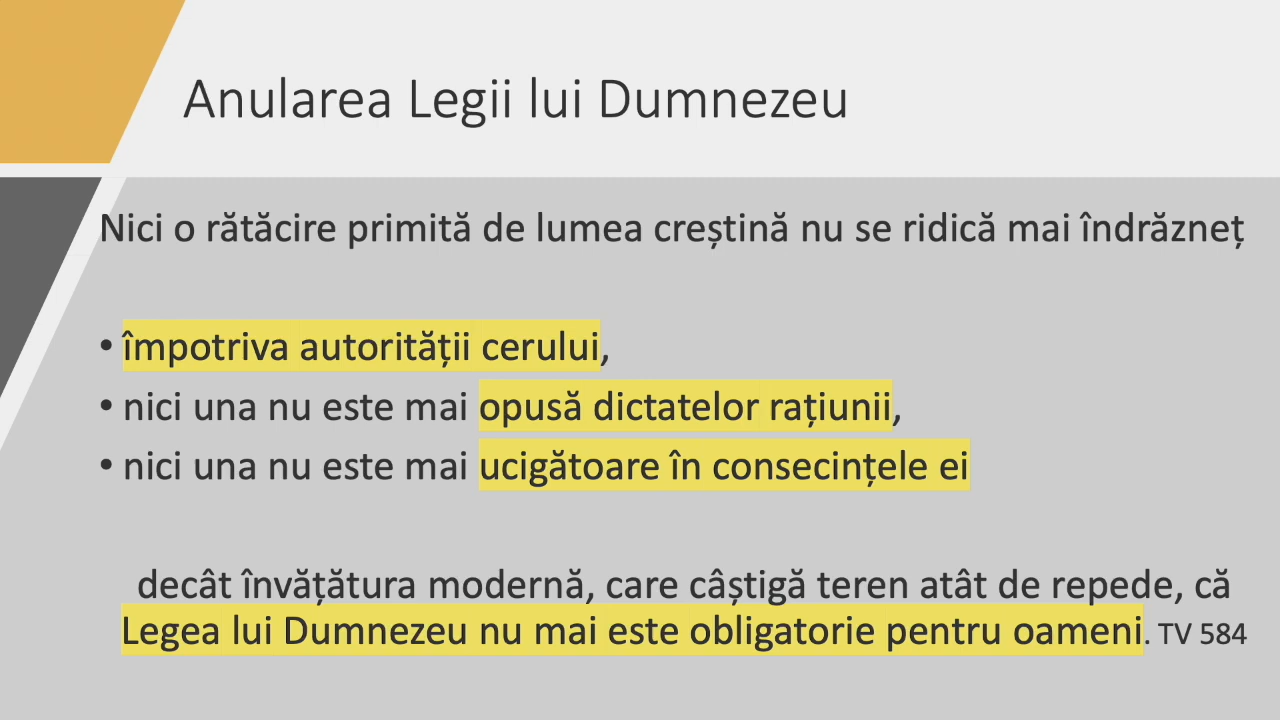 Anularea Legii lui Dumnezeu
Nici o rătăcire primită de lumea creștină nu se ridică mai îndrăzneț
• împotriva autorității cerului,
• nici una nu este mai opusă dictatelor rațiunii,
• nici una nu este mai ucigătoare în consecințele ei
decât învățătura modernă, care câștigă teren atât de repede, că
Legea lui Dumnezeu nu mai este obligatorie pentru oameni. TV 584